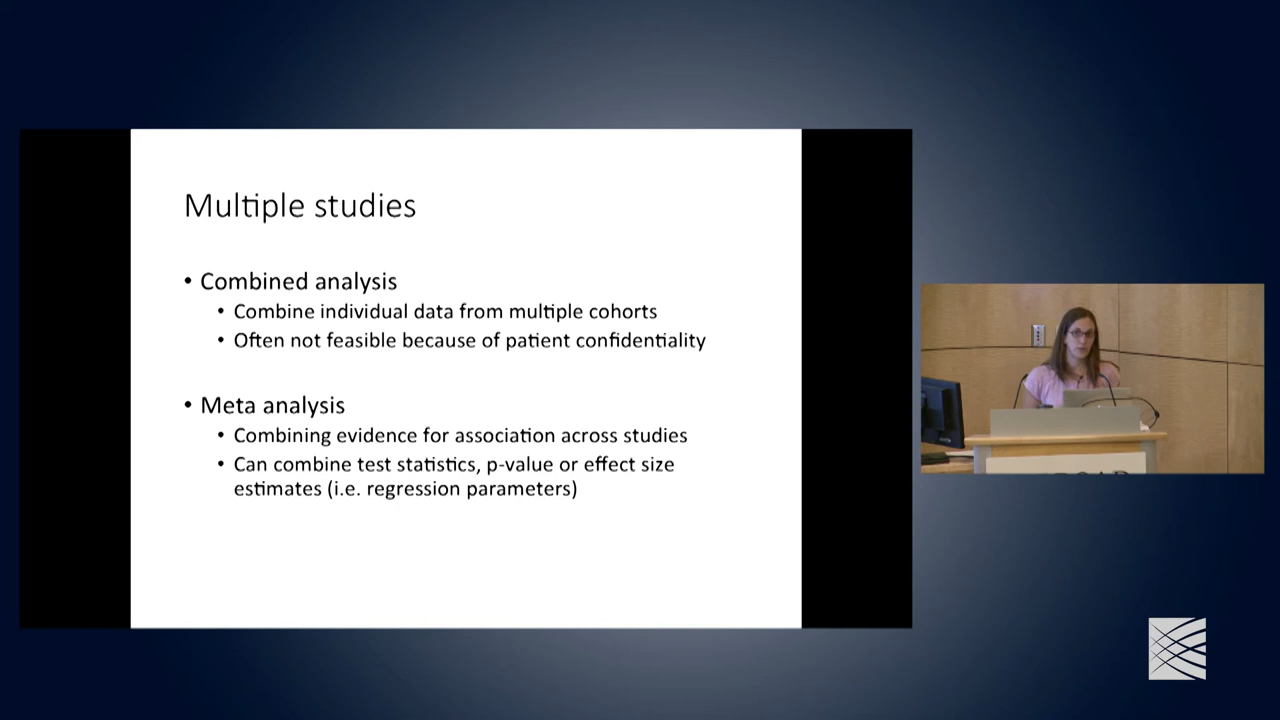 Multiple studies
• Combined analysis
• Combine individual data from multiple cohorts
• Often not feasible because of patient confidentiality
• Meta analysis
• Combining evidence for association across studies
• Can combine test statistics, p-value or effect size
estimates (i.e. regression parameters)